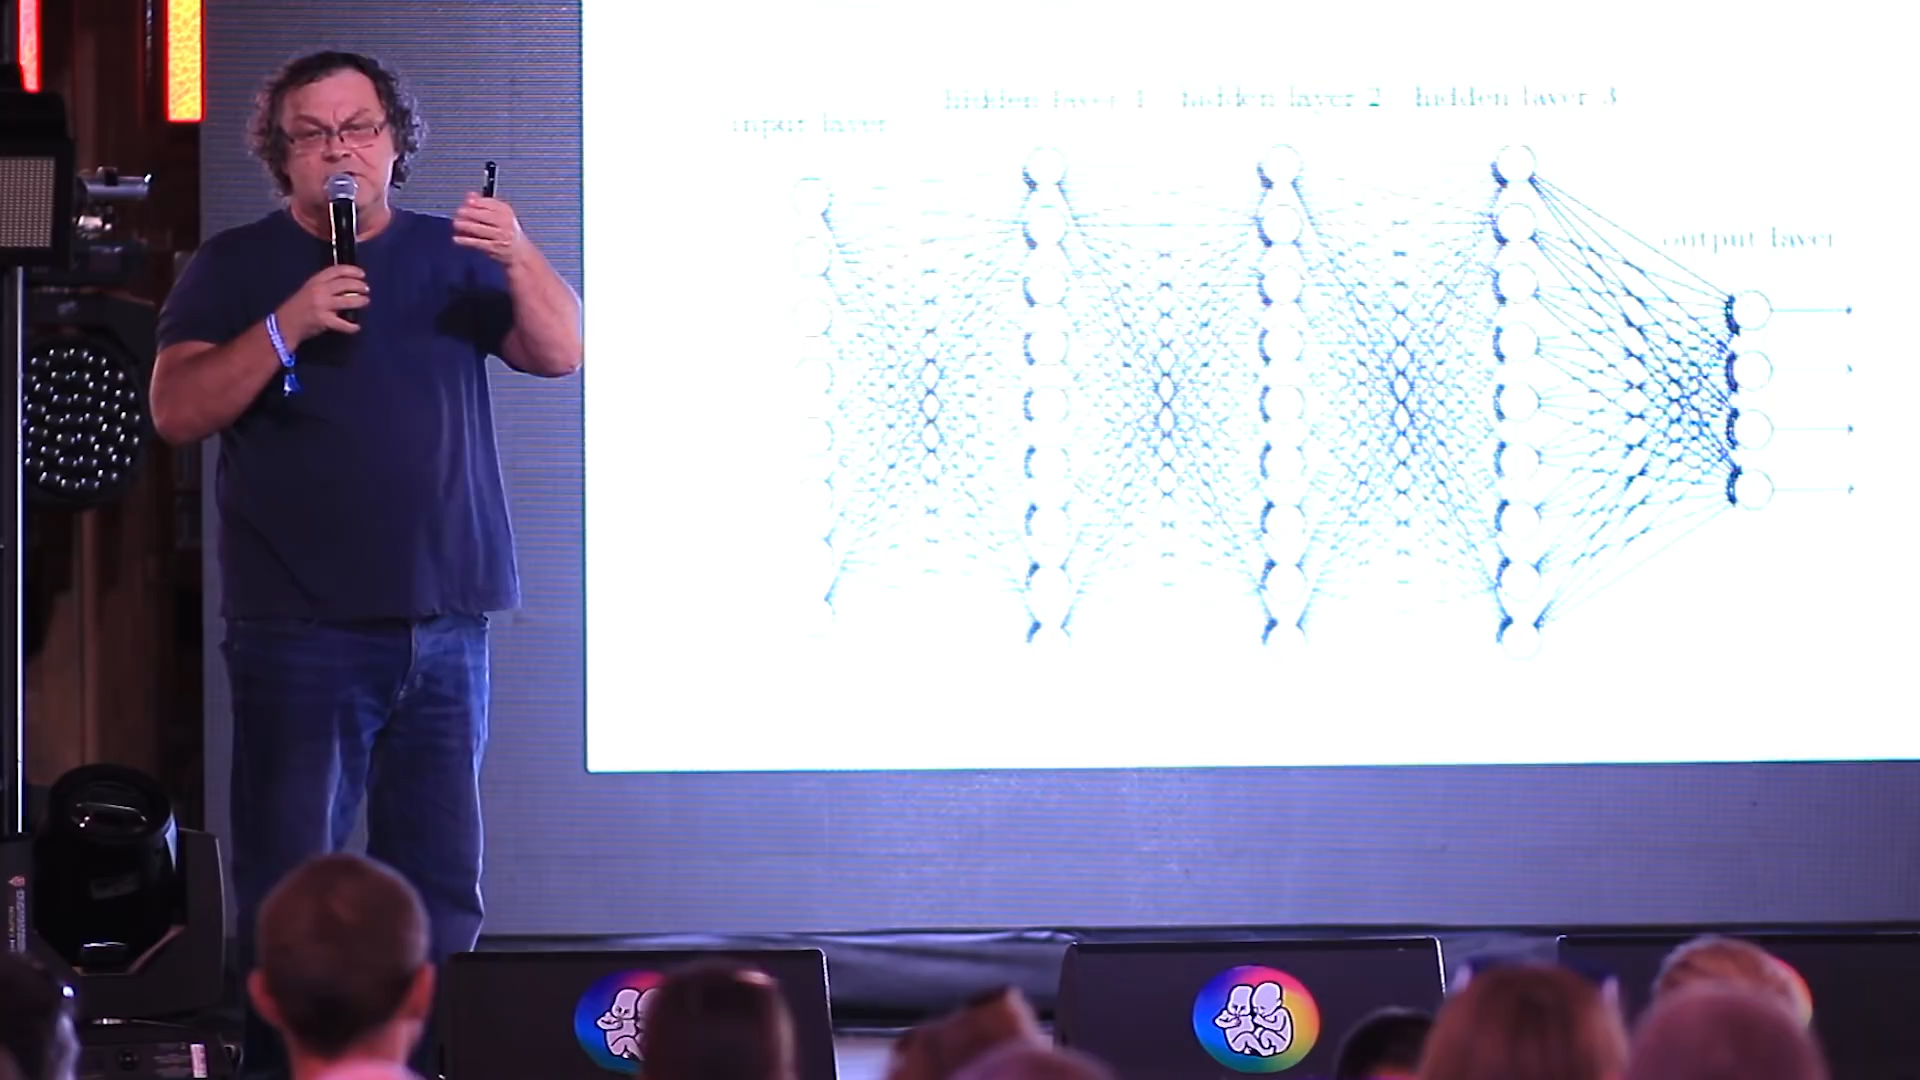 hidden layer 1 hidden layer 2 hidden layer 3
input layer
output layer